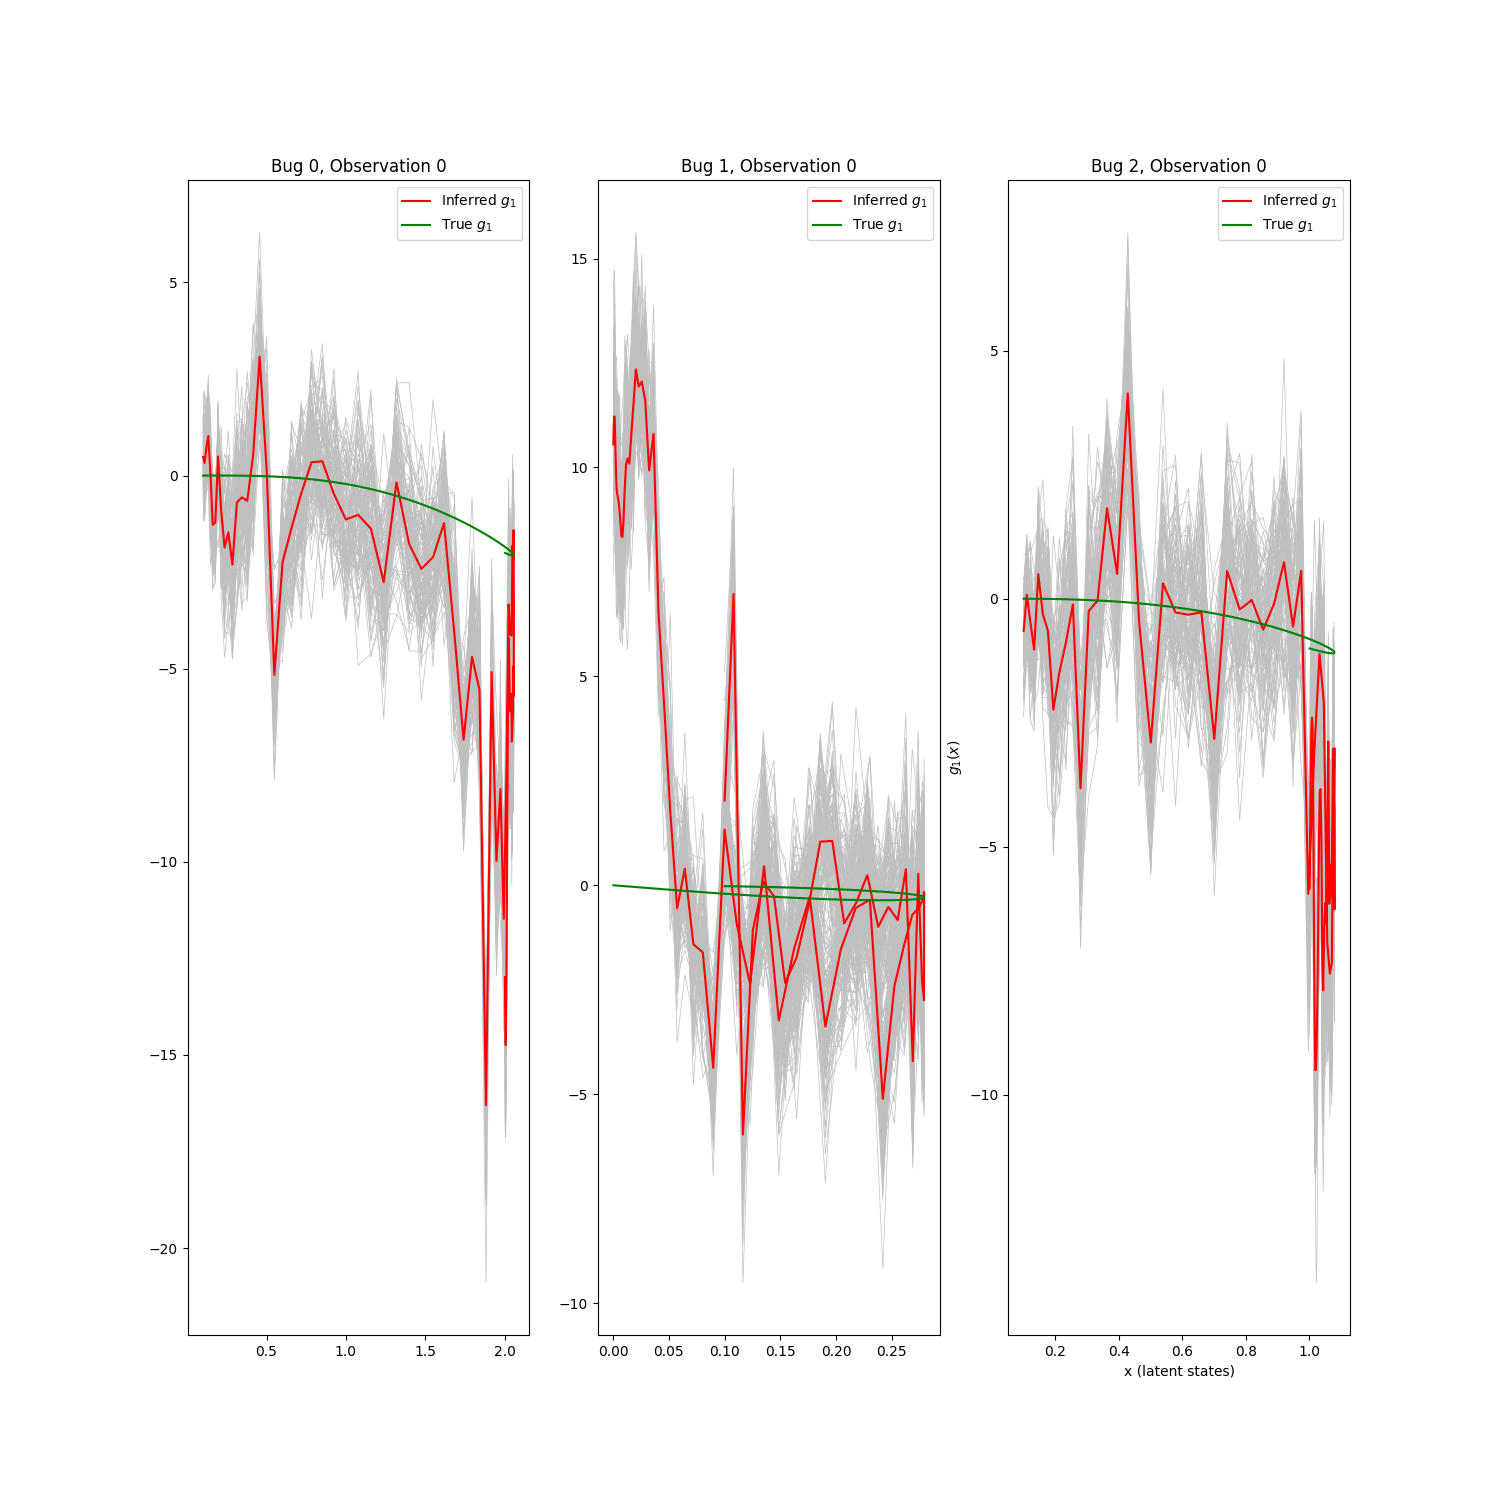 Bug 0, Observation 0
Inferred g₁
True g₁
5
0
−5
−10
−15
−20
0.5 1.0 1.5 2.0
Bug 1, Observation 0
Inferred g₁
True g₁
15
10
5
0
−5
−10
0.00 0.05 0.10 0.15 0.20 0.25
Bug 2, Observation 0
Inferred g₁
True g₁
g₁(x)
5
0
−5
−10
0.2 0.4 0.6 0.8 1.0
x (latent states)